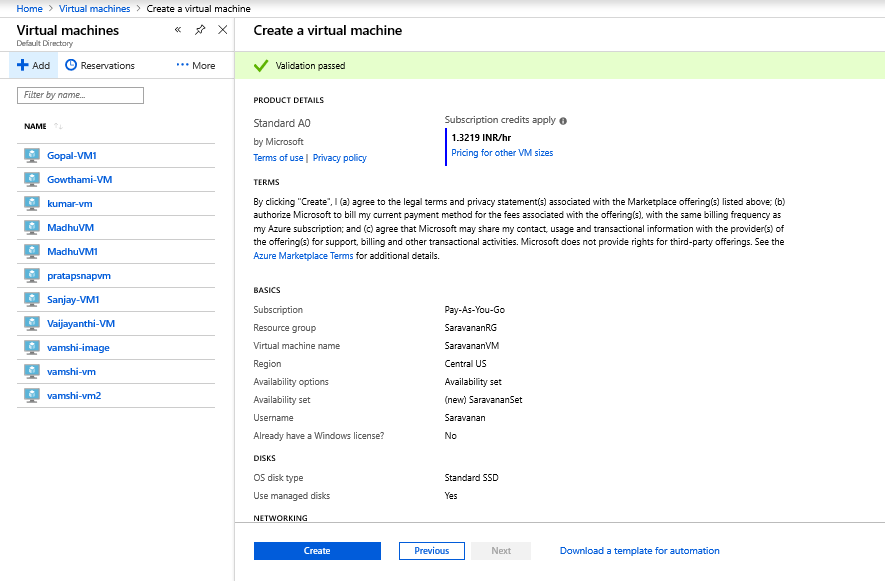 Home > Virtual machines > Create a virtual machine
Virtual machines
Default Directory
Add
Reservations
More
Filter by name...
NAME
Gopal-VM1
Gowthami-VM
kumar-vm
MadhuVM
MadhuVM1
pratapsnapvm
Sanjay-VM1
Vaijayanthi-VM
vamshi-image
vamshi-vm
vamshi-vm2
Create a virtual machine
Validation passed
PRODUCT DETAILS
Standard A0
by Microsoft
Terms of use | Privacy policy
Subscription credits apply
1.3219 INR/hr
Pricing for other VM sizes
TERMS
By clicking "Create", I (a) agree to the legal terms and privacy statement(s) associated with the Marketplace offering(s) listed above; (b)
authorize Microsoft to bill my current payment method for the fees associated with the offering(s), with the same billing frequency as
my Azure subscription; and (c) agree that Microsoft may share my contact, usage and transactional information with the provider(s) of
the offering(s) for support, billing and other transactional activities. Microsoft does not provide rights for third-party offerings. See the
Azure Marketplace Terms for additional details.
BASICS
Subscription Pay-As-You-Go
Resource group SaravananRG
Virtual machine name SaravananVM
Region Central US
Availability options Availability set
Availability set (new) SaravananSet
Username Saravanan
Already have a Windows license? No
DISKS
OS disk type Standard SSD
Use managed disks Yes
NETWORKING
Create
Previous
Next
Download a template for automation